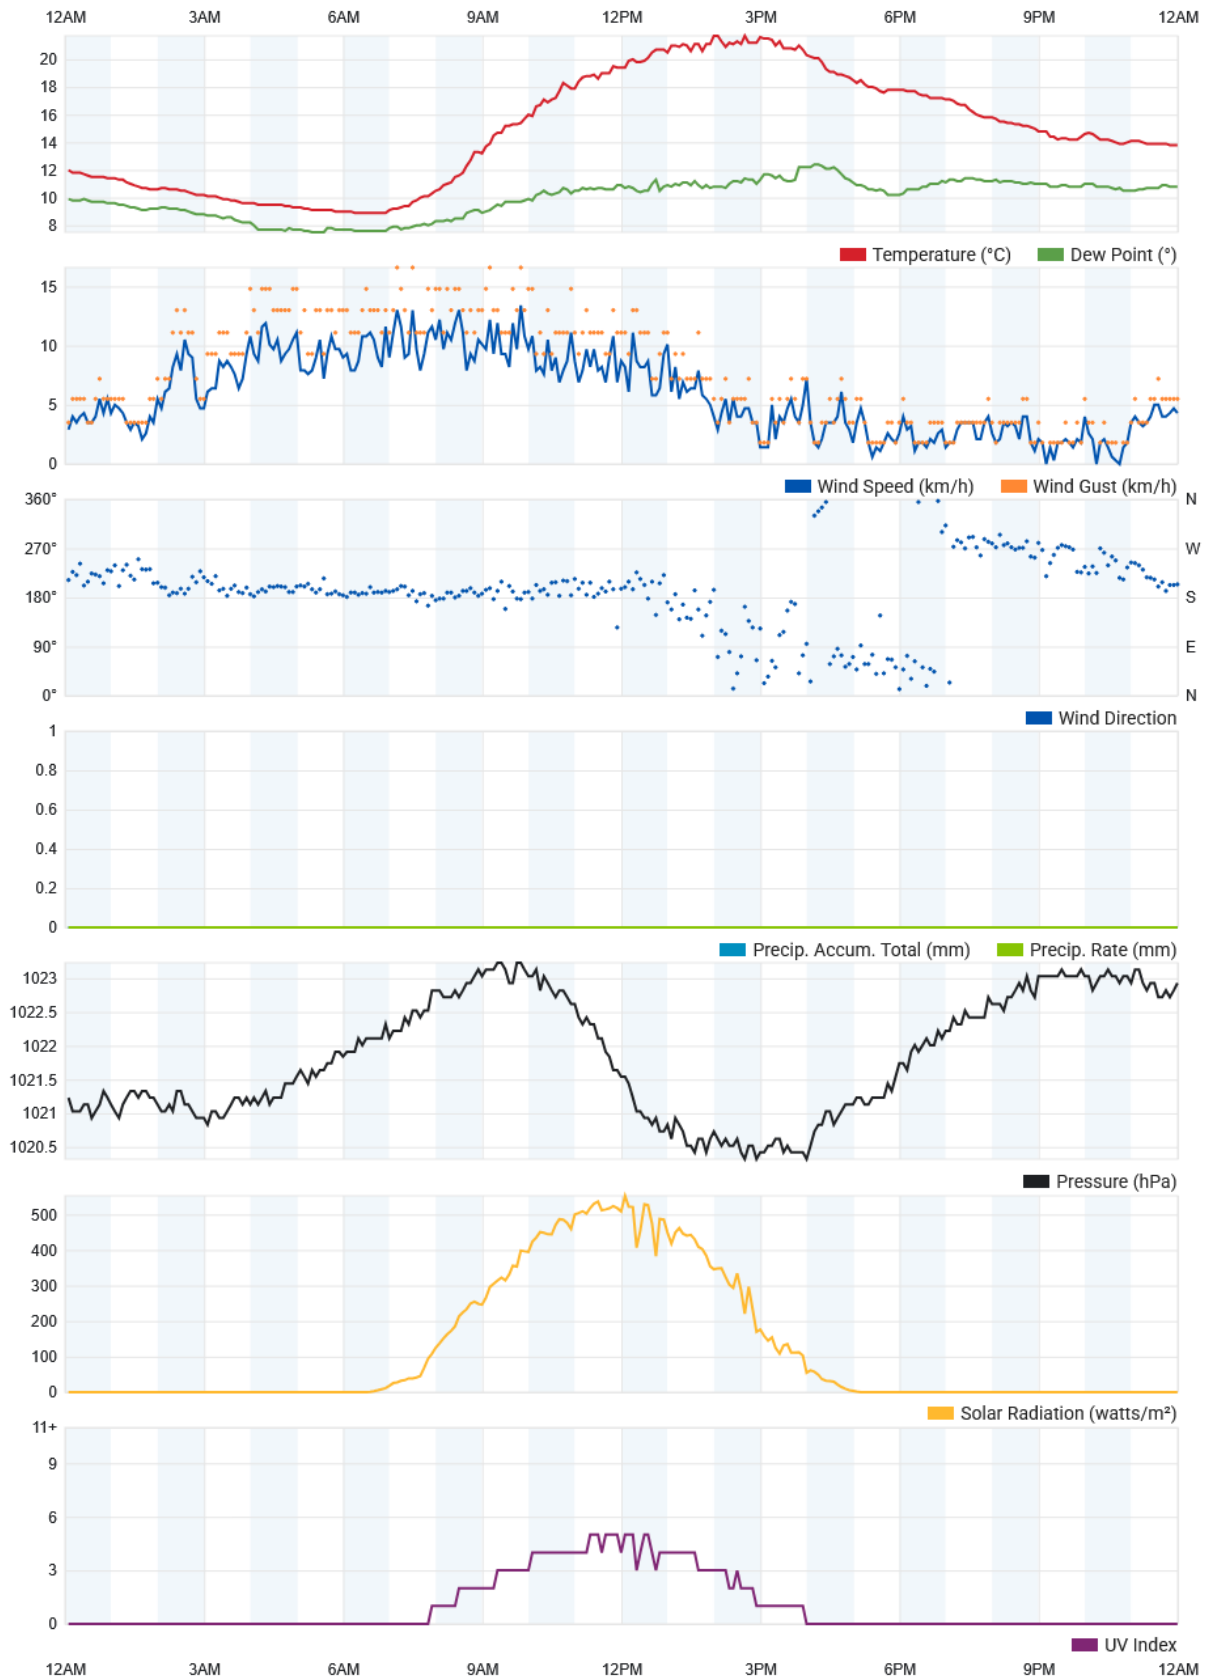 12AM 3AM 6AM 9AM 12PM 3PM 6PM 9PM 12AM
20
18
16
14
12
10
8
Temperature (°C) Dew Point (°)
15
10
5
0
Wind Speed (km/h) Wind Gust (km/h)
360° N
270° W
180° S
90° E
0° N
Wind Direction
1
0.8
0.6
0.4
0.2
0
Precip. Accum. Total (mm) Precip. Rate (mm)
1023
1022.5
1022
1021.5
1021
1020.5
Pressure (hPa)
500
400
300
200
100
0
Solar Radiation (watts/m²)
11+
9
6
3
0
UV Index
12AM 3AM 6AM 9AM 12PM 3PM 6PM 9PM 12AM